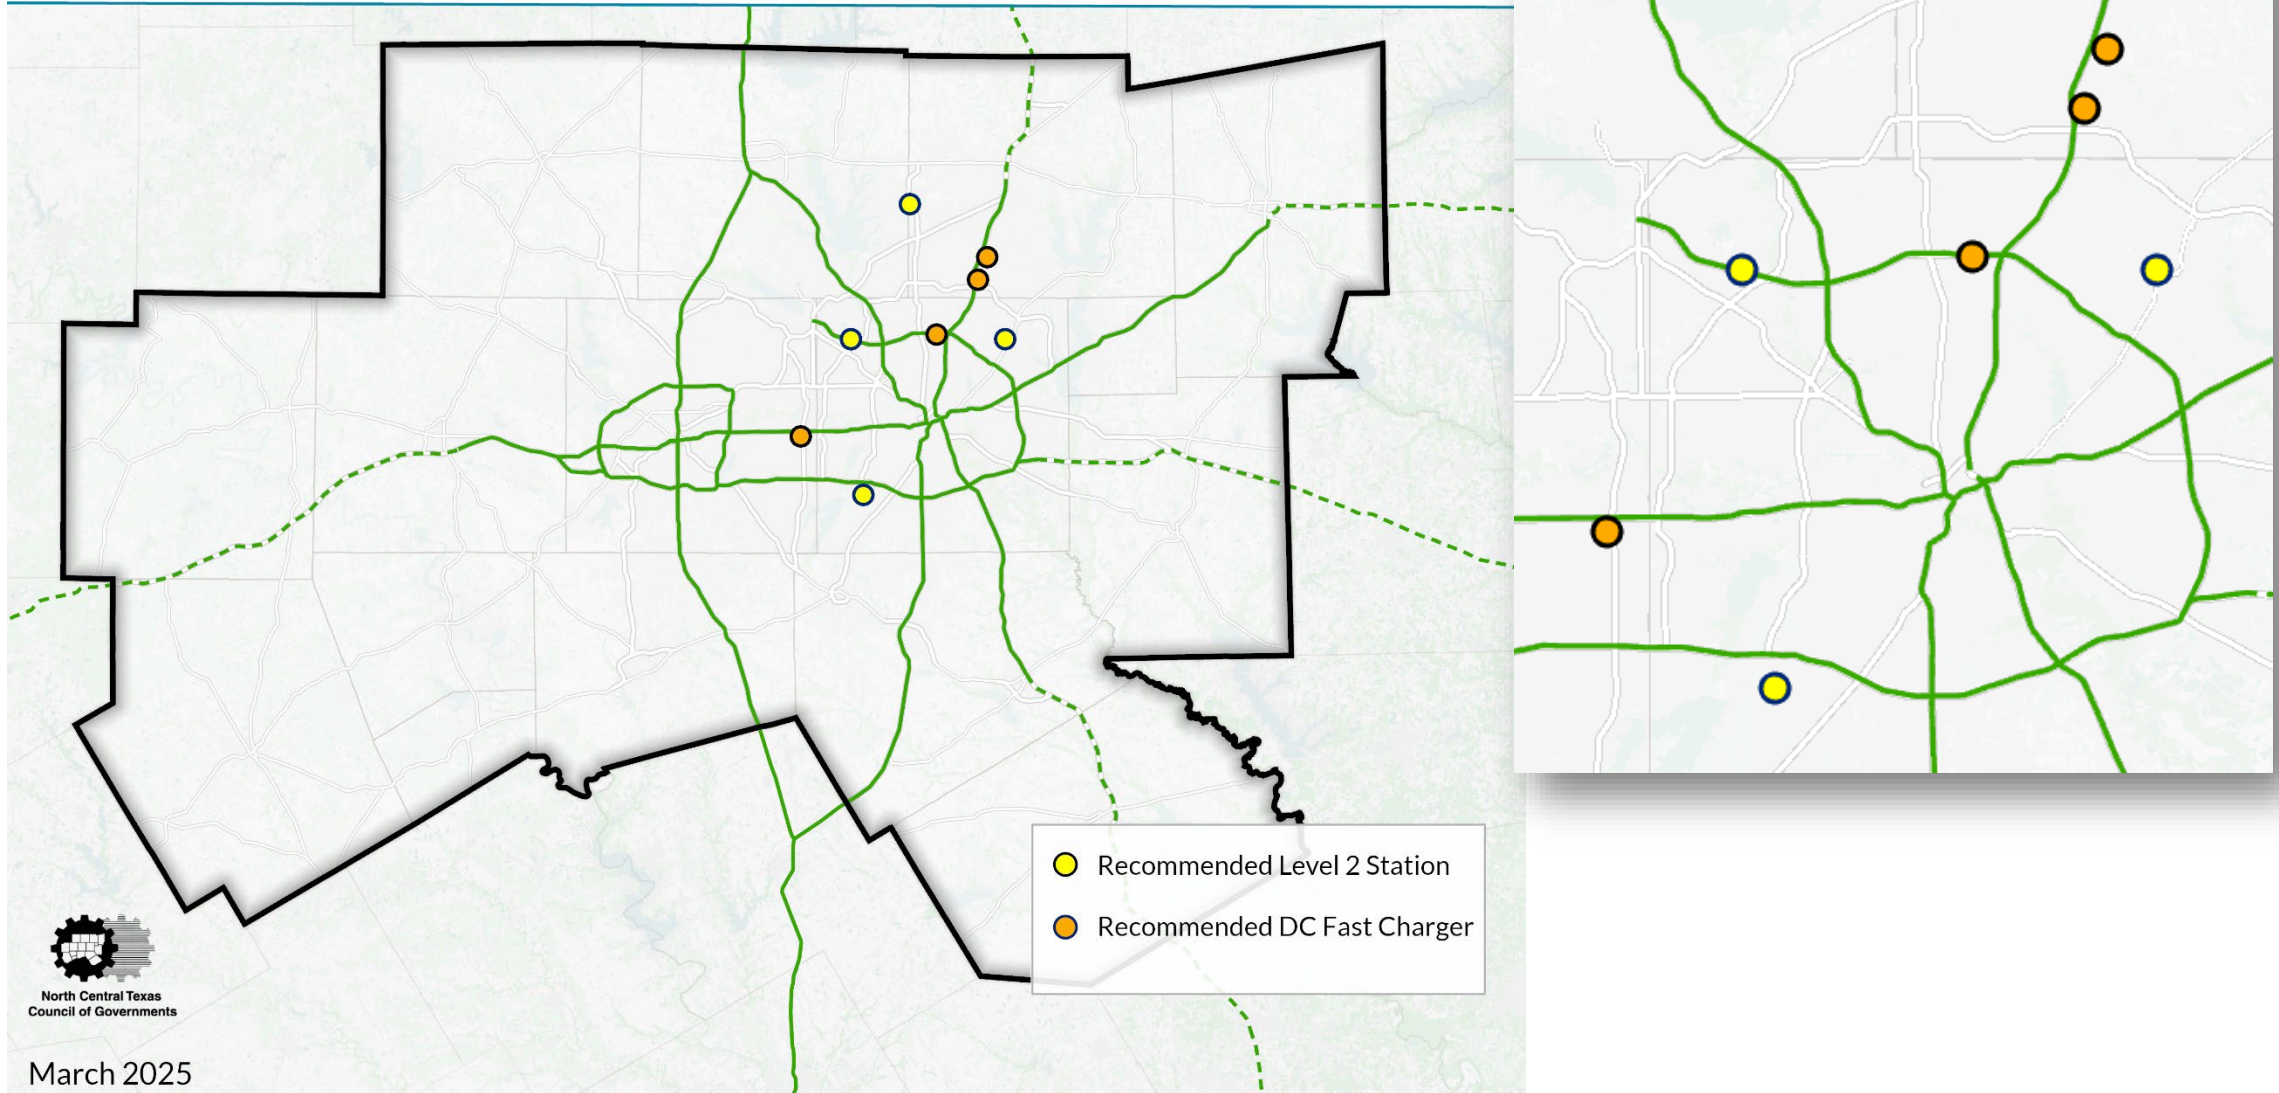 Recommended Level 2 Station
Recommended DC Fast Charger
North Central Texas
Council of Governments
March 2025